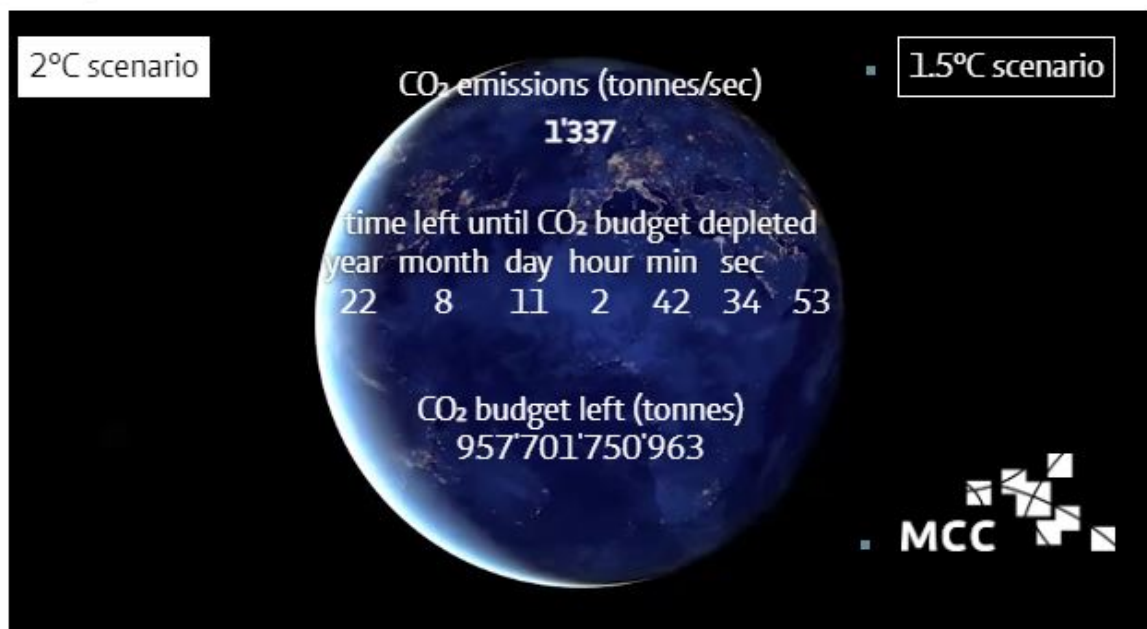 2°C scenario
1.5°C scenario
CO₂ emissions (tonnes/sec)
1'337
time left until CO₂ budget depleted
year month day hour min sec
22 8 11 2 42 34 53
CO₂ budget left (tonnes)
957'701'750'963
MCC